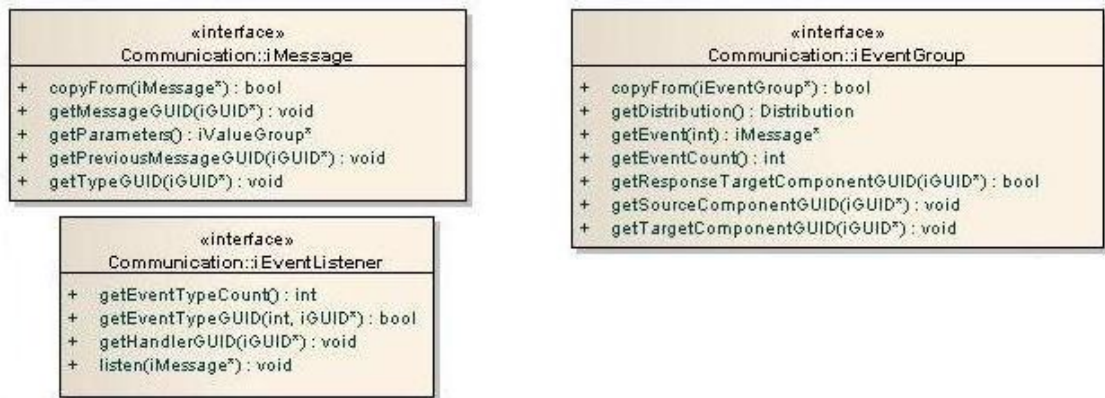 «interface»
Communication::iMessage
+ copyFrom(iMessage*) : bool
+ getMessageGUID(iGUID*) : void
+ getParameters() : iValueGroup*
+ getPreviousMessageGUID(iGUID*) : void
+ getTypeGUID(iGUID*) : void
«interface»
Communication::iEventGroup
+ copyFrom(iEventGroup*) : bool
+ getDistribution() : Distribution
+ getEvent(int) : iMessage*
+ getEventCount() : int
+ getResponseTargetComponentGUID(iGUID*) : bool
+ getSourceComponentGUID(iGUID*) : void
+ getTargetComponentGUID(iGUID*) : void
«interface»
Communication::iEventListener
+ getEventTypeCount() : int
+ getEventTypeGUID(int, iGUID*) : bool
+ getHandlerGUID(iGUID*) : void
+ listen(iMessage*) : void